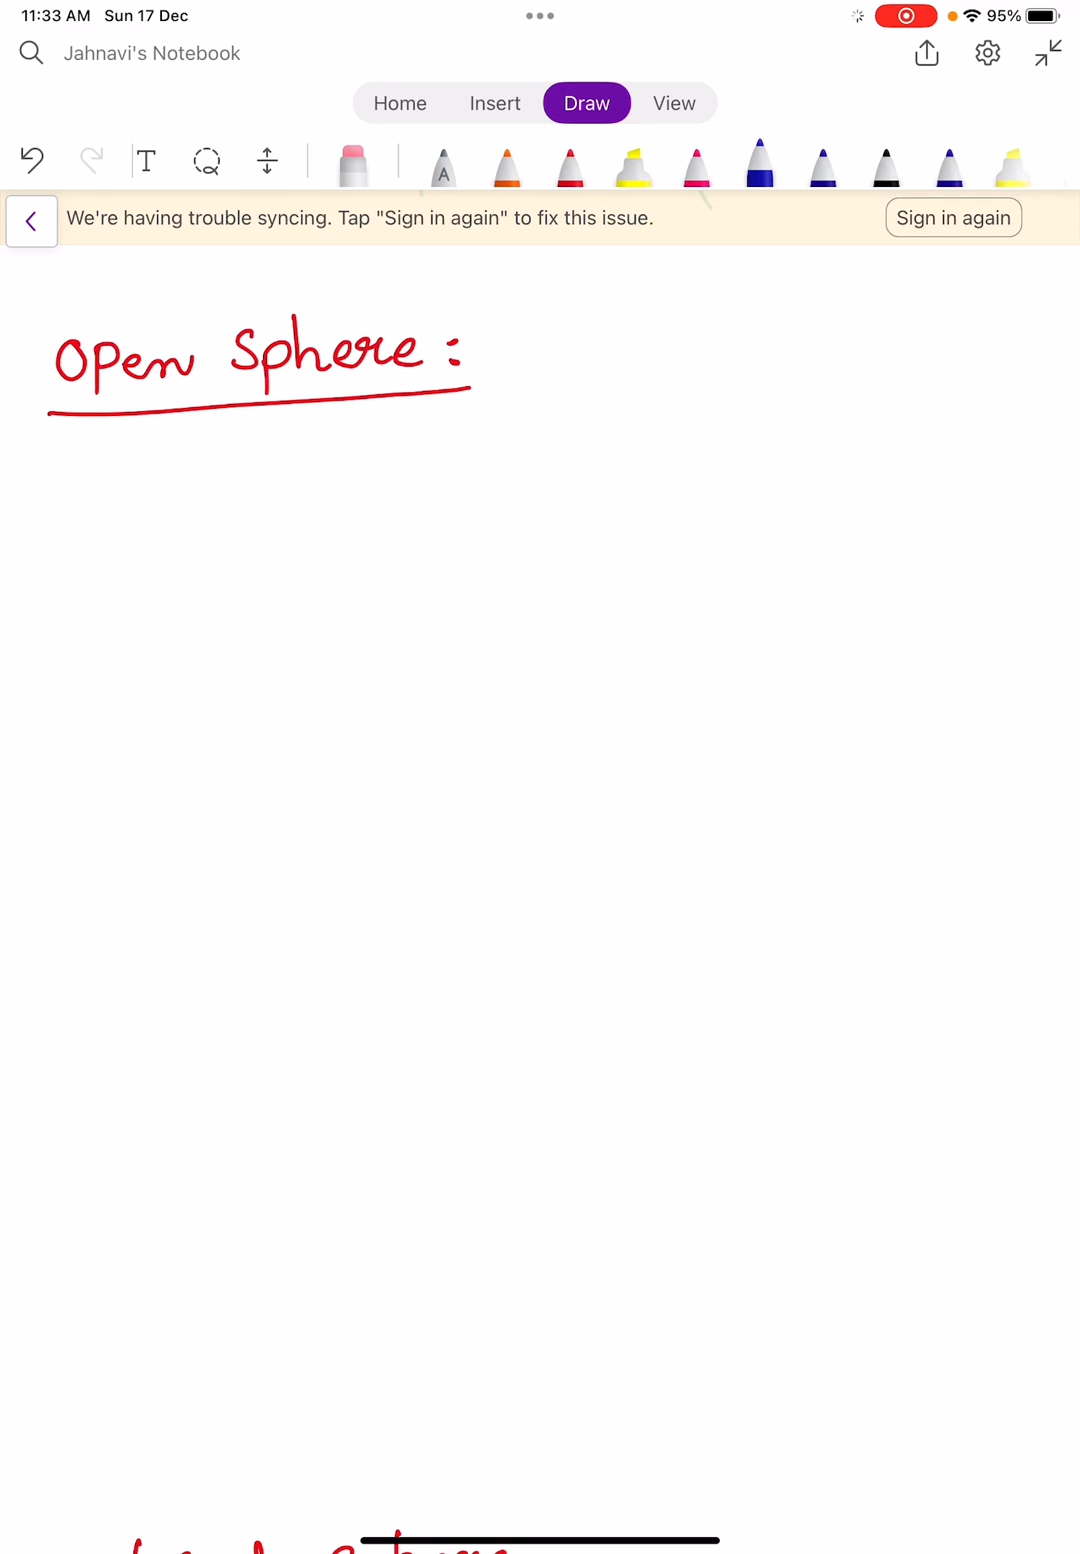 11:33 AM Sun 17 Dec 95%
Jahnavi's Notebook
Home Insert Draw View
T A
We're having trouble syncing. Tap "Sign in again" to fix this issue. Sign in again
Open Sphere: